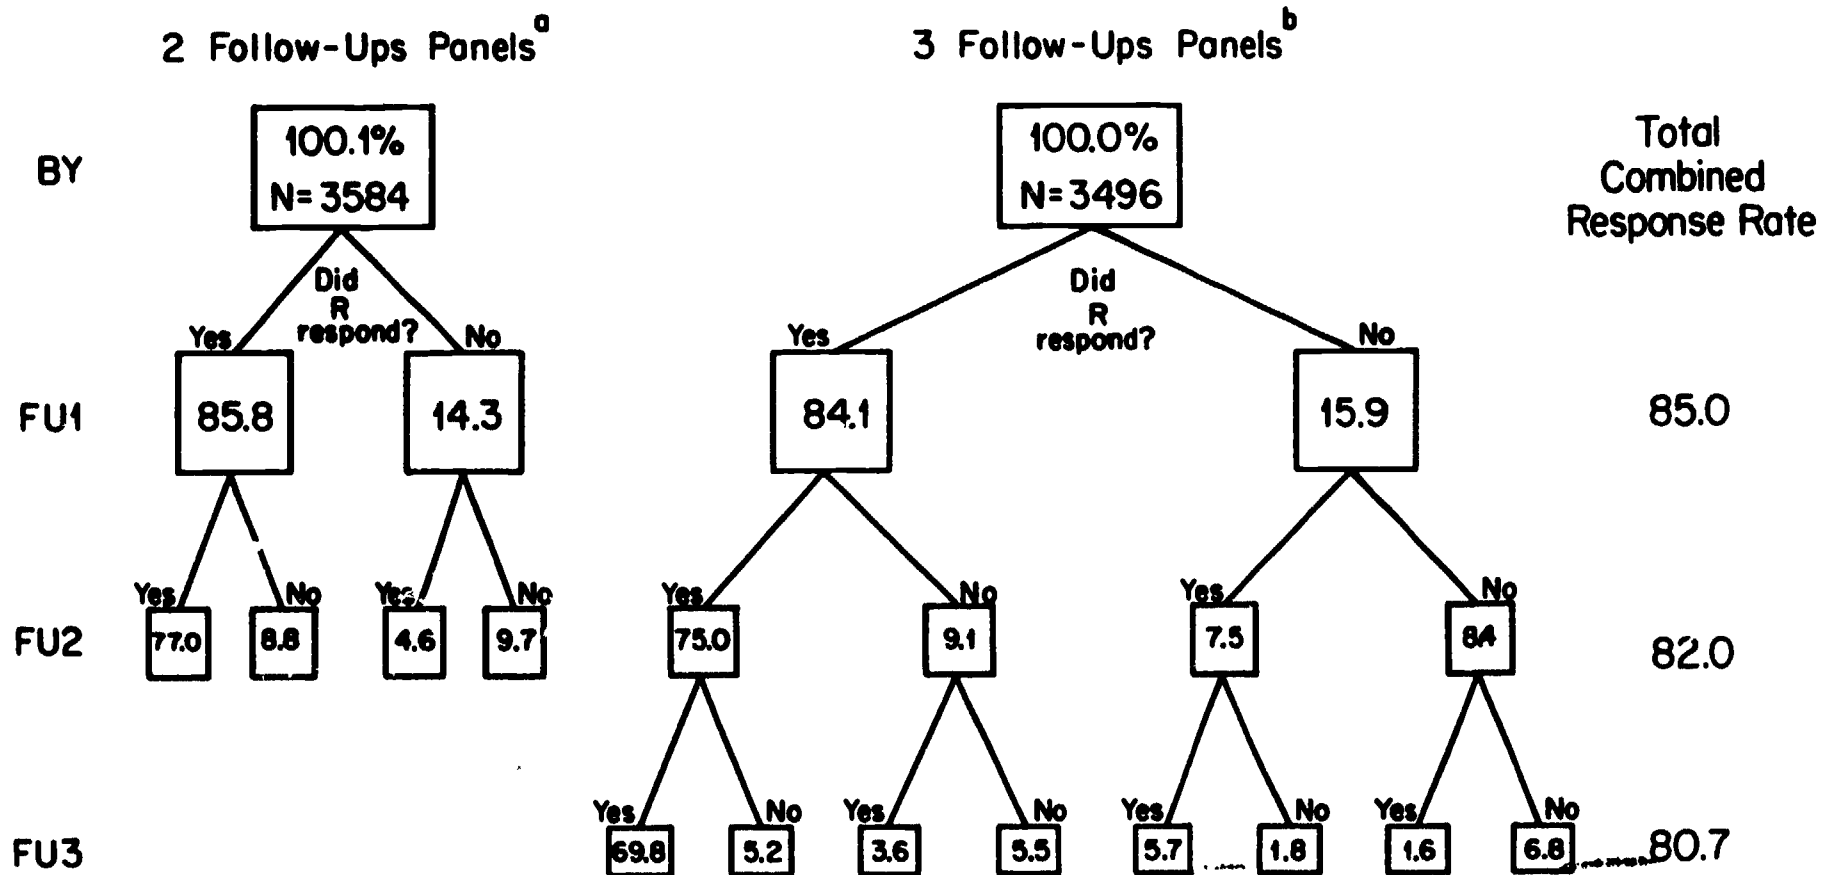 2 Follow-Ups Panels a
3 Follow-Ups Panels b
BY
100.1%
N=3584
100.0%
N=3496
Total
Combined
Response Rate
Did
R
respond?
Did
R
respond?
Yes
No
Yes
No
FU1
85.8
14.3
84.1
15.9
85.0
Yes
No
Yes
No
Yes
No
Yes
No
FU2
77.0
8.8
4.6
9.7
75.0
9.1
7.5
8.4
82.0
Yes
No
Yes
No
Yes
No
Yes
No
FU3
69.8
5.2
3.6
5.5
5.7
1.8
1.6
6.8
80.7